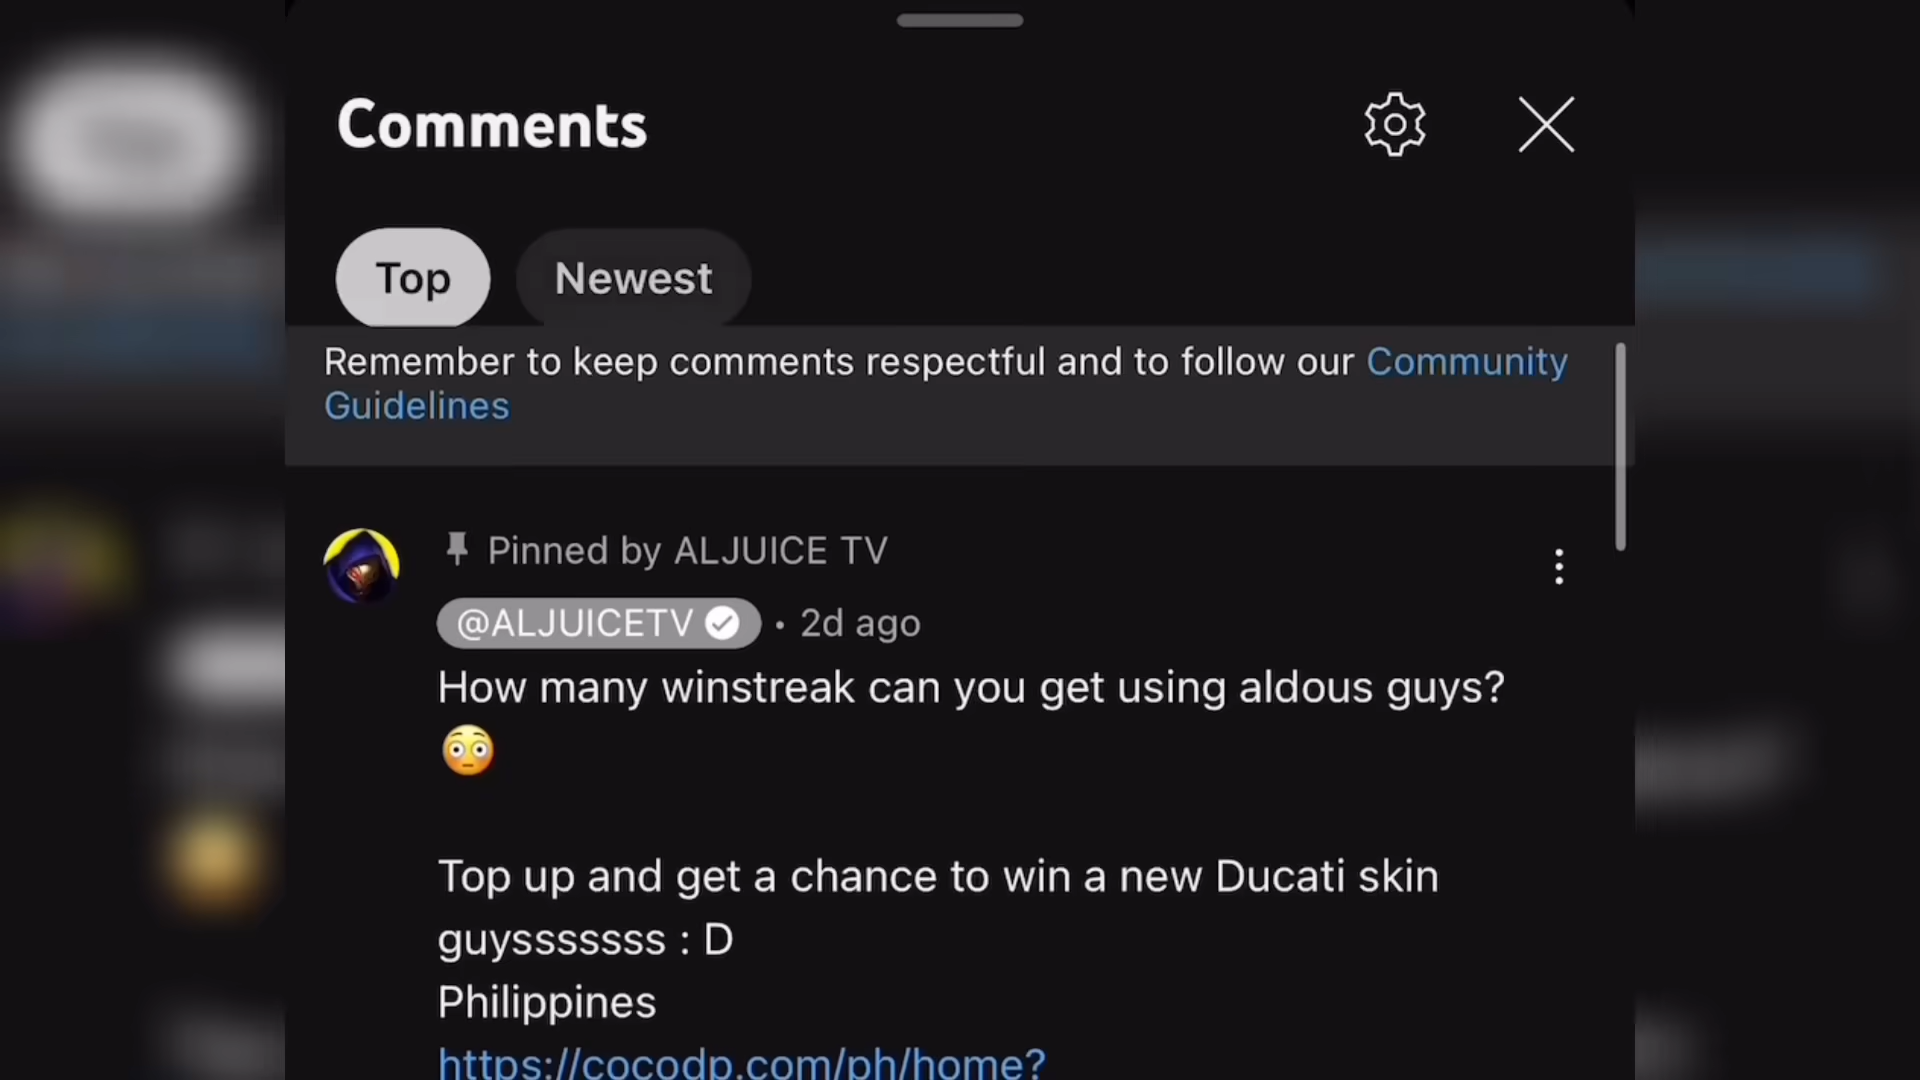 Comments
Top
Newest
Remember to keep comments respectful and to follow our Community
Guidelines
Pinned by ALJUICE TV
@ALJUICETV • 2d ago
How many winstreak can you get using aldous guys?
😳
Top up and get a chance to win a new Ducati skin
guysssssss : D
Philippines
https://cocodp.com/ph/home?